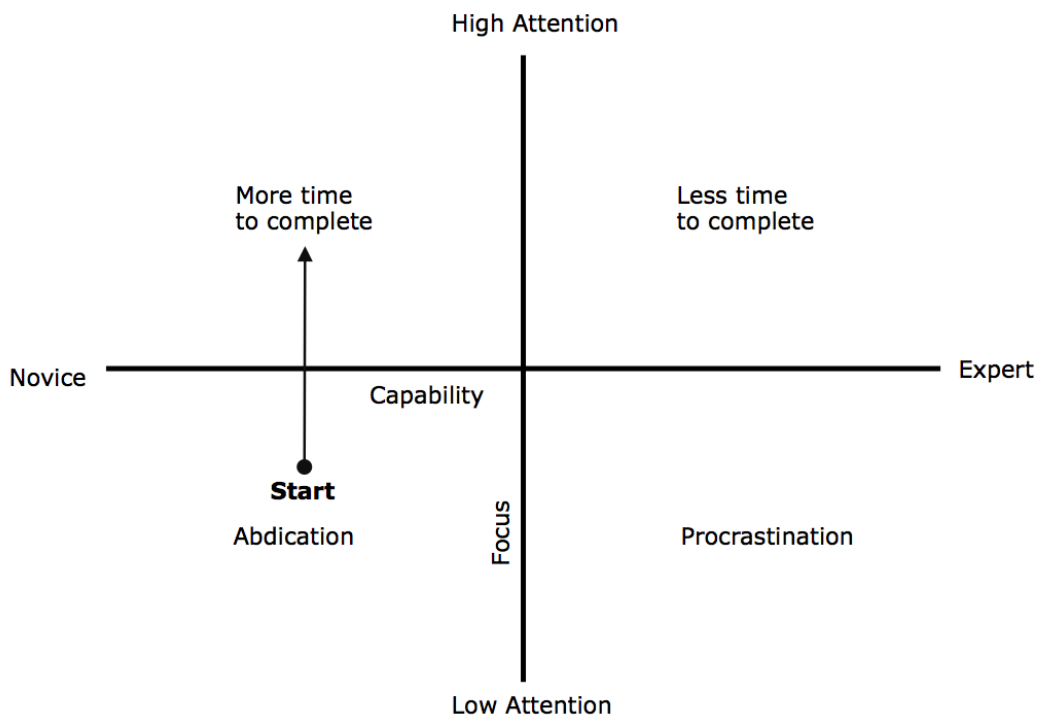 High Attention
More time
to complete
Less time
to complete
Novice
Expert
Capability
Start
Focus
Abdication
Procrastination
Low Attention